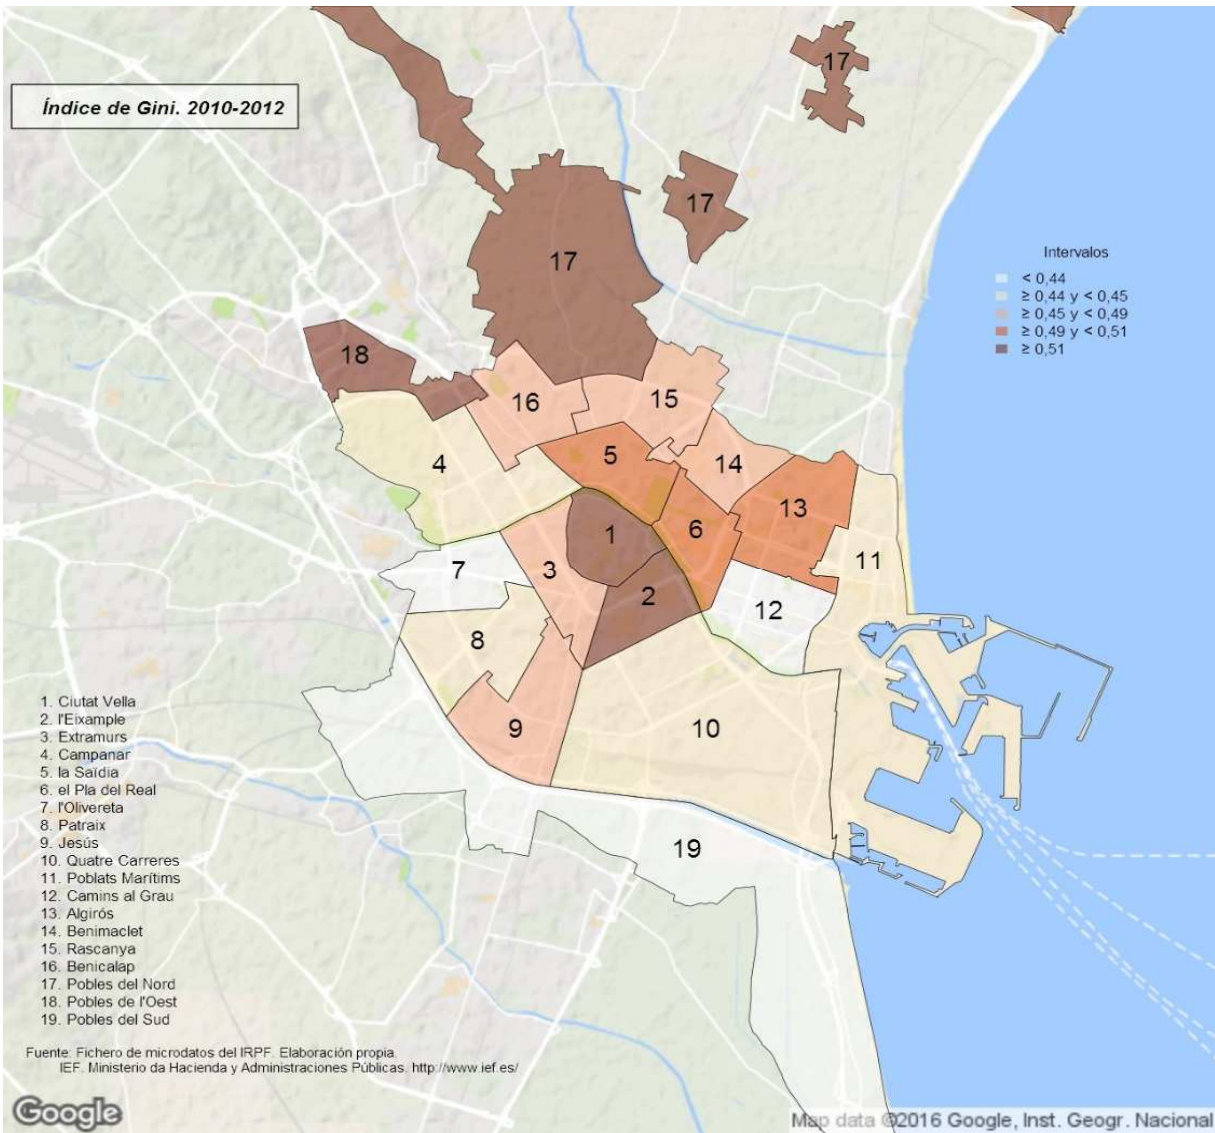 Índice de Gini. 2010-2012
17
17
17
Intervalos
< 0,44
≥ 0,44 y < 0,45
≥ 0,45 y < 0,49
≥ 0,49 y < 0,51
≥ 0,51
18
16
15
4
5
14
13
6
1
11
7
3
2
12
8
9
10
19
1. Ciutat Vella
2. l'Eixample
3. Extramurs
4. Campanar
5. la Saïdia
6. el Pla del Real
7. l'Olivereta
8. Patraix
9. Jesús
10. Quatre Carreres
11. Poblats Marítims
12. Camins al Grau
13. Algirós
14. Benimaclet
15. Rascanya
16. Benicalap
17. Pobles del Nord
18. Pobles de l'Oest
19. Pobles del Sud
Fuente: Fichero de microdatos del IRPF. Elaboración propia.
IEF. Ministerio da Hacienda y Administraciones Públicas. http://www.ief.es/
Google
Map data ©2016 Google, Inst. Geogr. Nacional